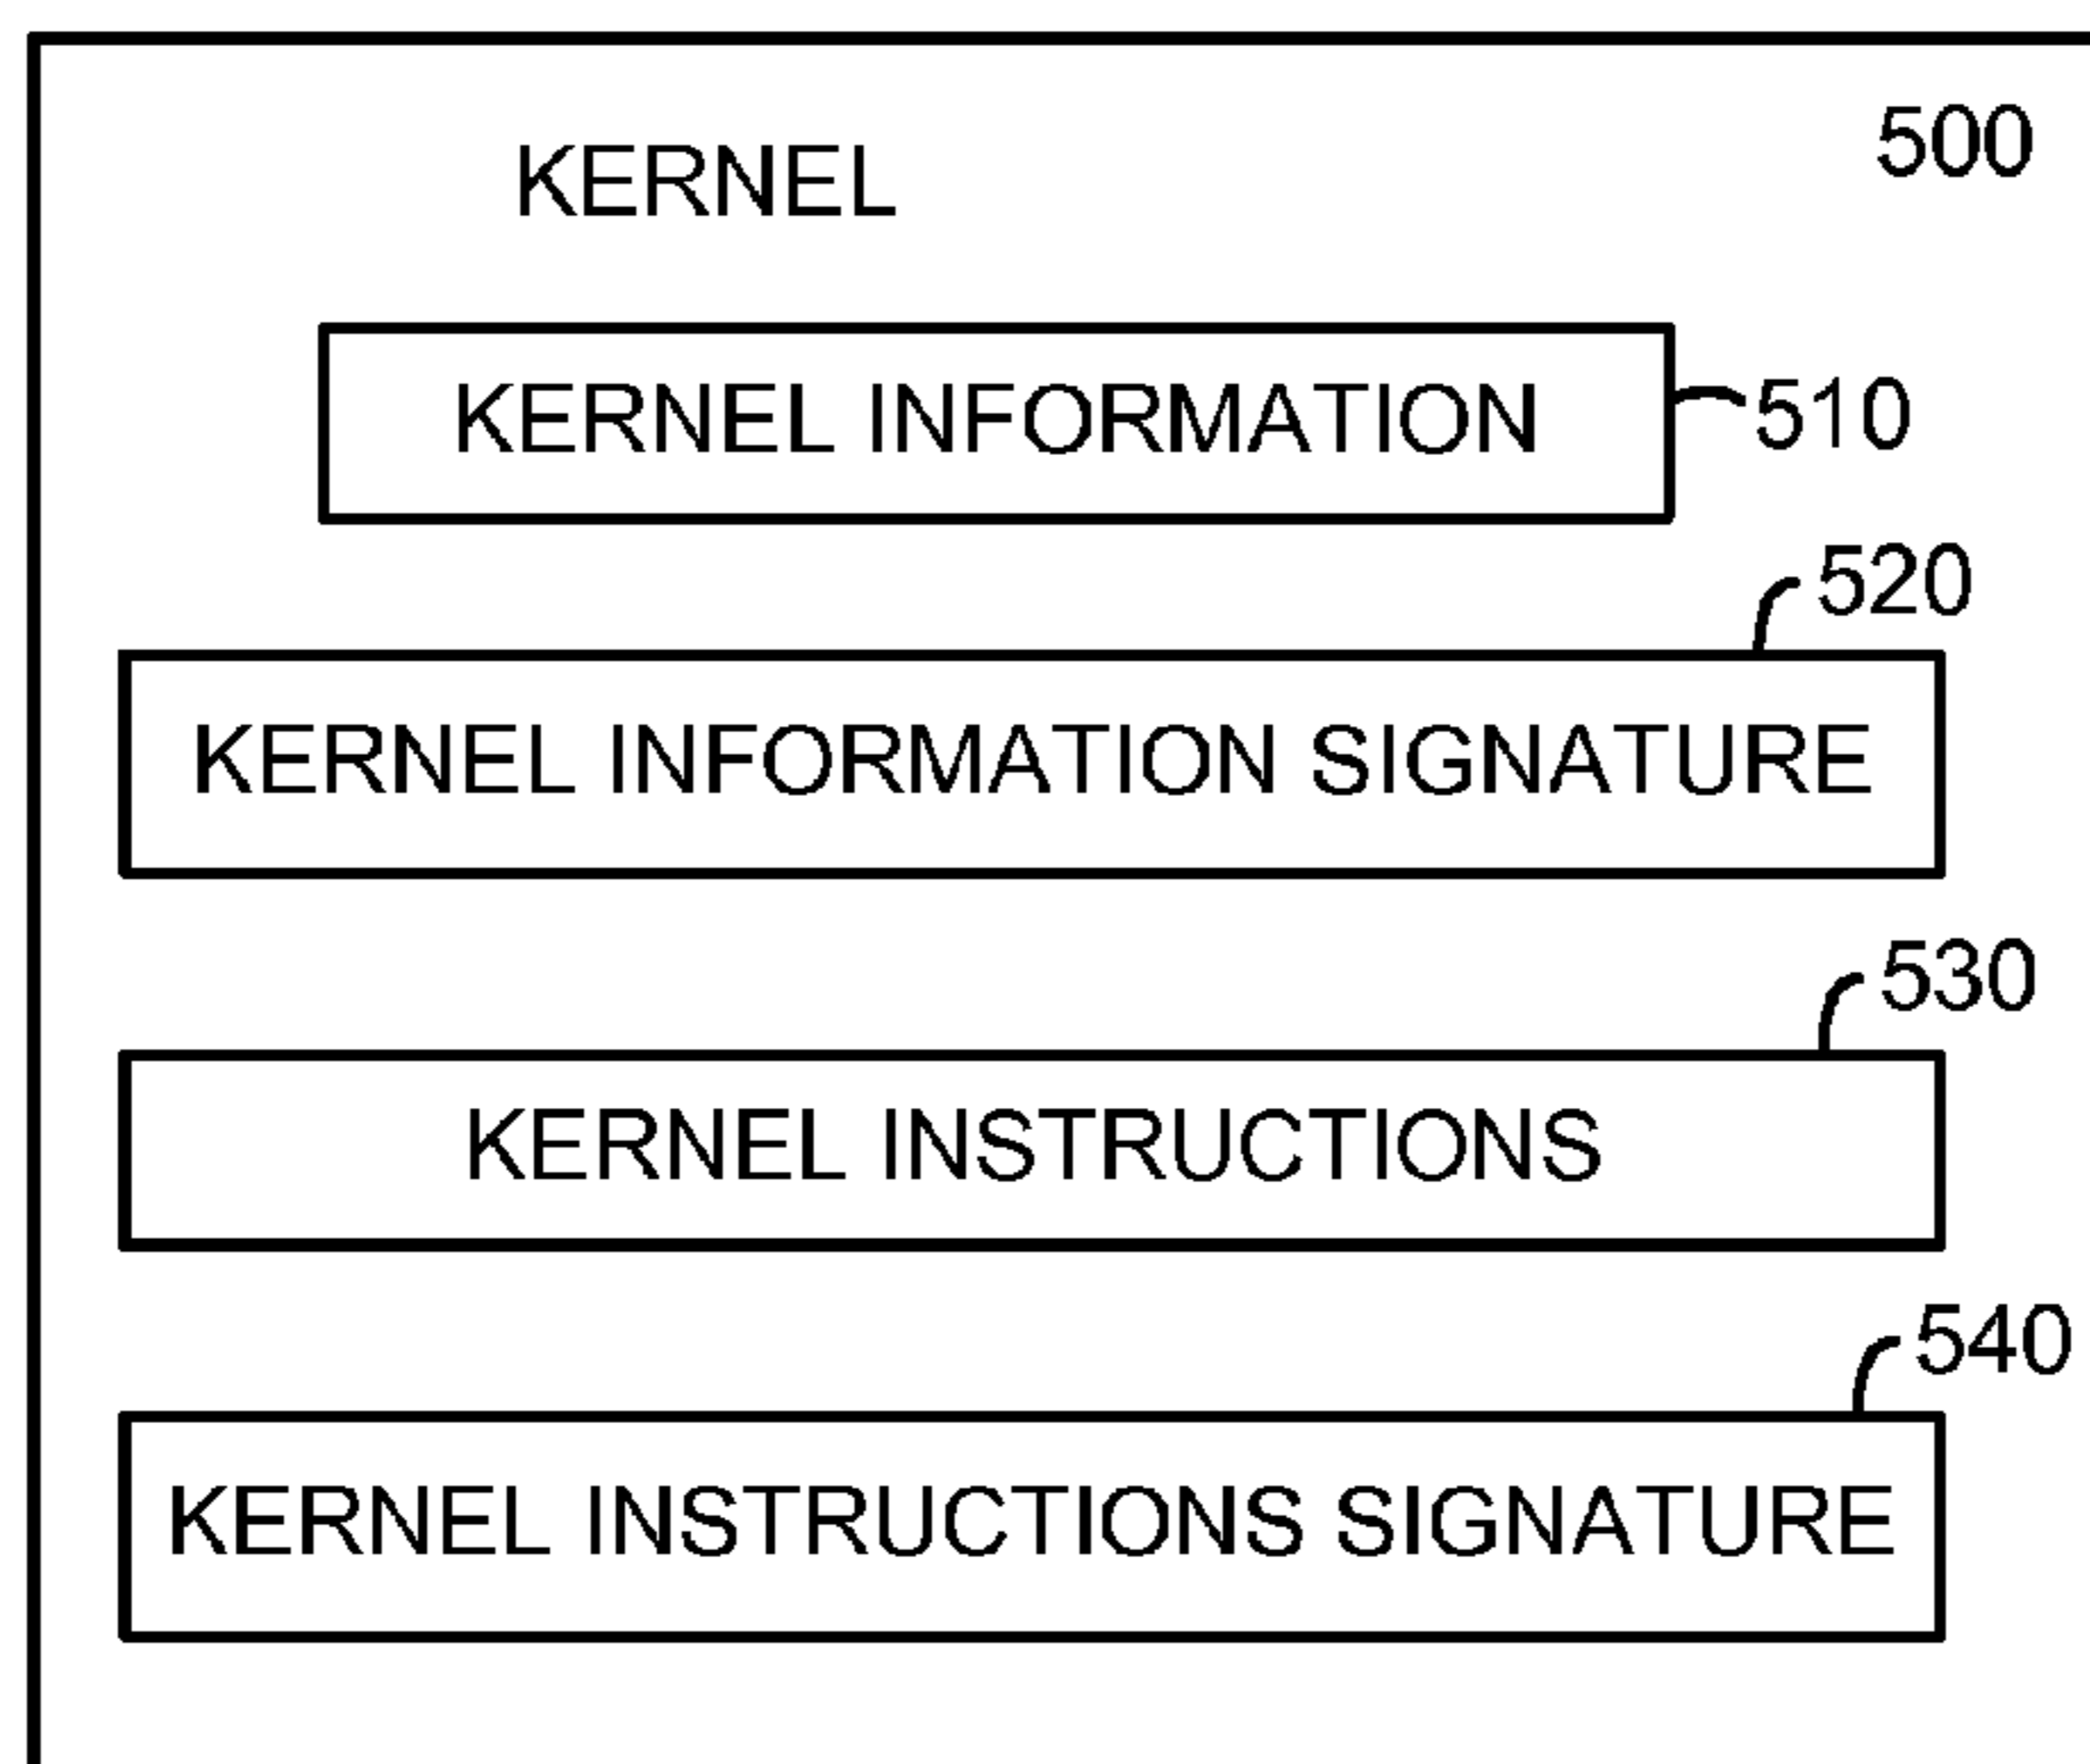 500
KERNEL
KERNEL INFORMATION 510
520
KERNEL INFORMATION SIGNATURE
530
KERNEL INSTRUCTIONS
540
KERNEL INSTRUCTIONS SIGNATURE